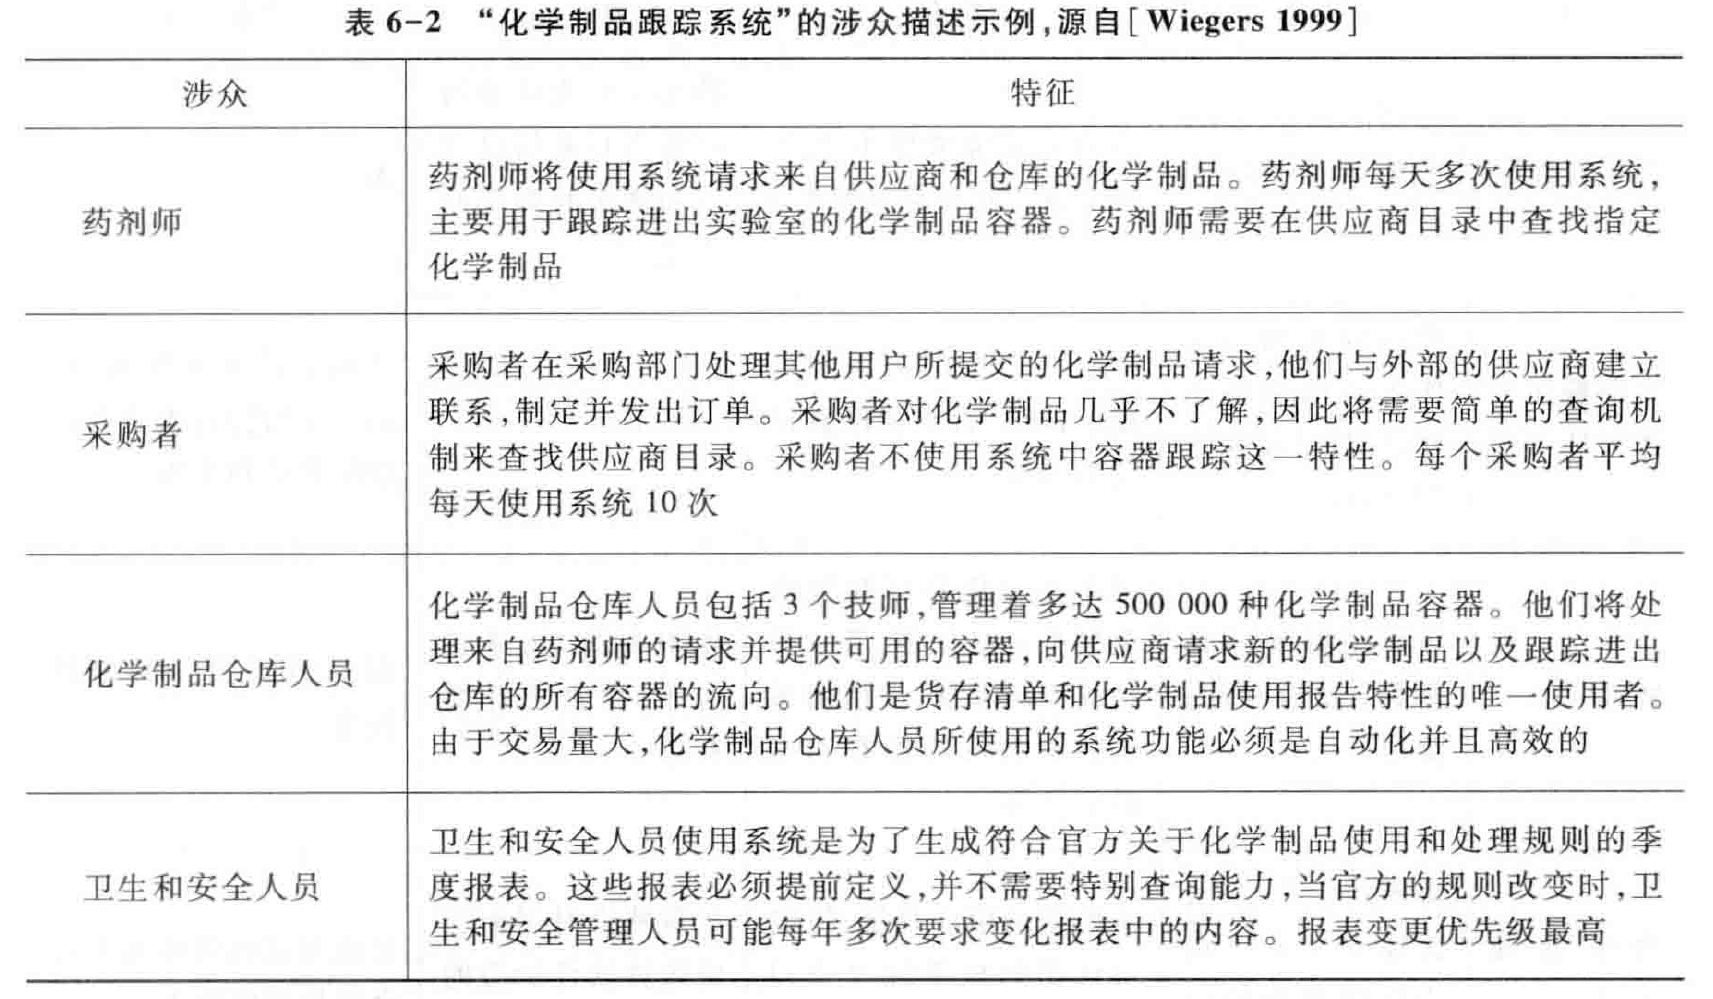 表 6-2 “化学制品跟踪系统”的涉众描述示例,源自[Wiegers 1999]
涉众 特征
药剂师将使用系统请求来自供应商和仓库的化学制品。药剂师每天多次使用系统,
药剂师 主要用于跟踪进出实验室的化学制品容器。药剂师需要在供应商目录中查找指定
化学制品
采购者在采购部门处理其他用户所提交的化学制品请求,他们与外部的供应商建立
联系,制定并发出订单。采购者对化学制品几乎不了解,因此将需要简单的查询机
采购者
制来查找供应商目录。采购者不使用系统中容器跟踪这一特性。每个采购者平均
每天使用系统 10 次
化学制品仓库人员包括 3 个技师,管理着多达 500 000 种化学制品容器。他们将处
理来自药剂师的请求并提供可用的容器,向供应商请求新的化学制品以及跟踪进出
化学制品仓库人员
仓库的所有容器的流向。他们是货存清单和化学制品使用报告特性的唯一使用者。
由于交易量大,化学制品仓库人员所使用的系统功能必须是自动化并且高效的
卫生和安全人员使用系统是为了生成符合官方关于化学制品使用和处理规则的季
卫生和安全人员 度报表。这些报表必须提前定义,并不需要特别查询能力,当官方的规则改变时,卫
生和安全管理人员可能每年多次要求变化报表中的内容。报表变更优先级最高